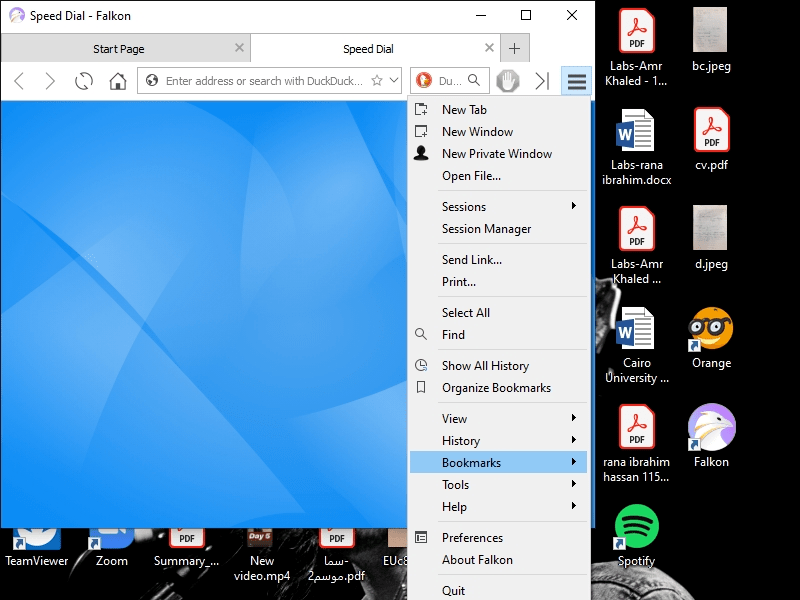 Speed Dial - Falkon
Start Page
Speed Dial
Enter address or search with DuckDuck...
Du...
New Tab
New Window
New Private Window
Open File...
Sessions
Session Manager
Send Link...
Print...
Select All
Find
Show All History
Organize Bookmarks
View
History
Bookmarks
Tools
Help
Preferences
About Falkon
Quit
PDF
Labs-Amr
Khaled - 1...
bc.jpeg
W
Labs-rana
ibrahim.docx
PDF
cv.pdf
PDF
Labs-Amr
Khaled ...
d.jpeg
W
Cairo
University ...
Orange
PDF
rana ibrahim
hassan 115...
Falkon
Spotify
TeamViewer
Zoom
PDF
Summary_...
Day 5
New
video.mp4
PDF
سما-
موسم2.pdf